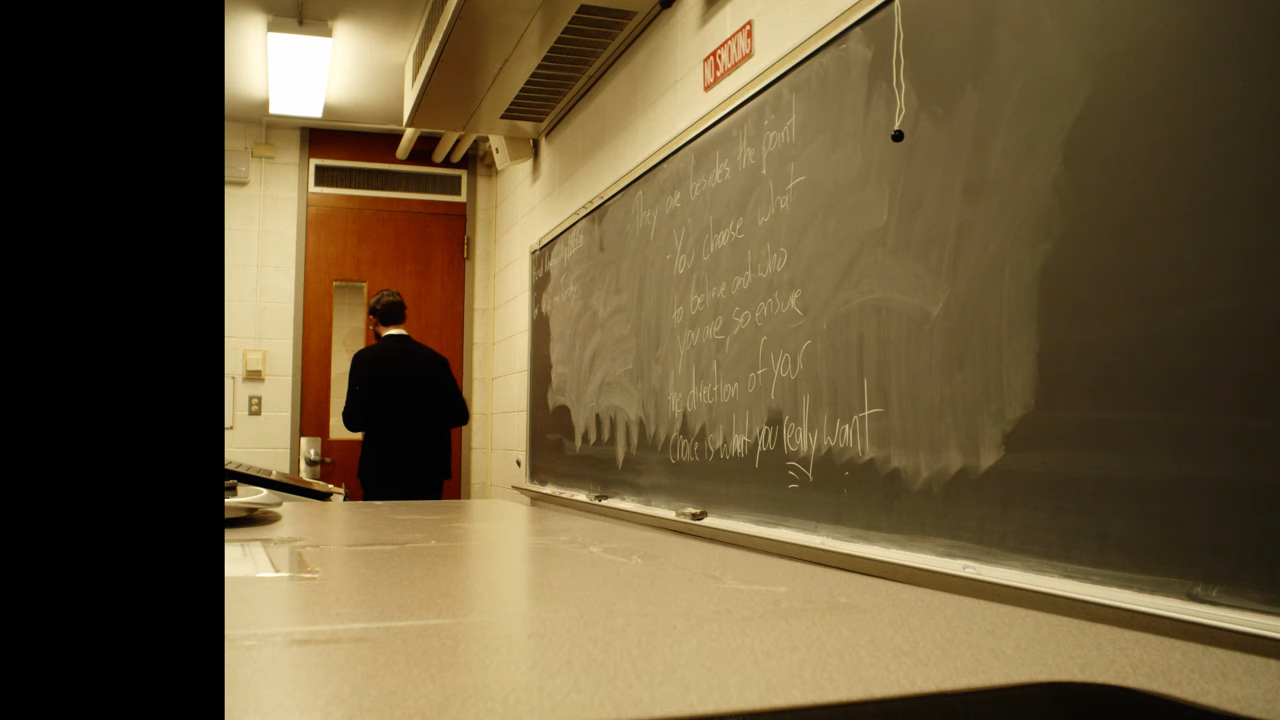 NO SMOKING
-They are besides the point
-You choose what
to believe and who
you are, so ensure
the direction of your
choice is what you really want